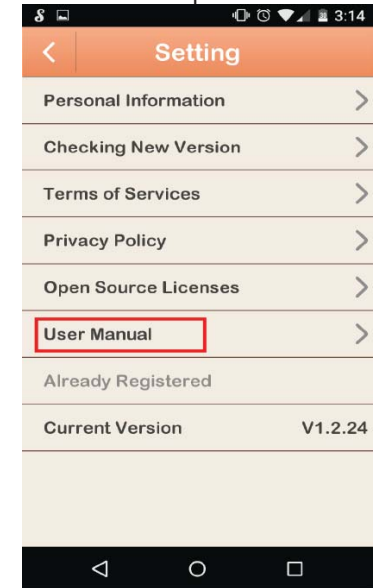 3:14
Setting
Personal Information
Checking New Version
Terms of Services
Privacy Policy
Open Source Licenses
User Manual
Already Registered
Current Version V1.2.24